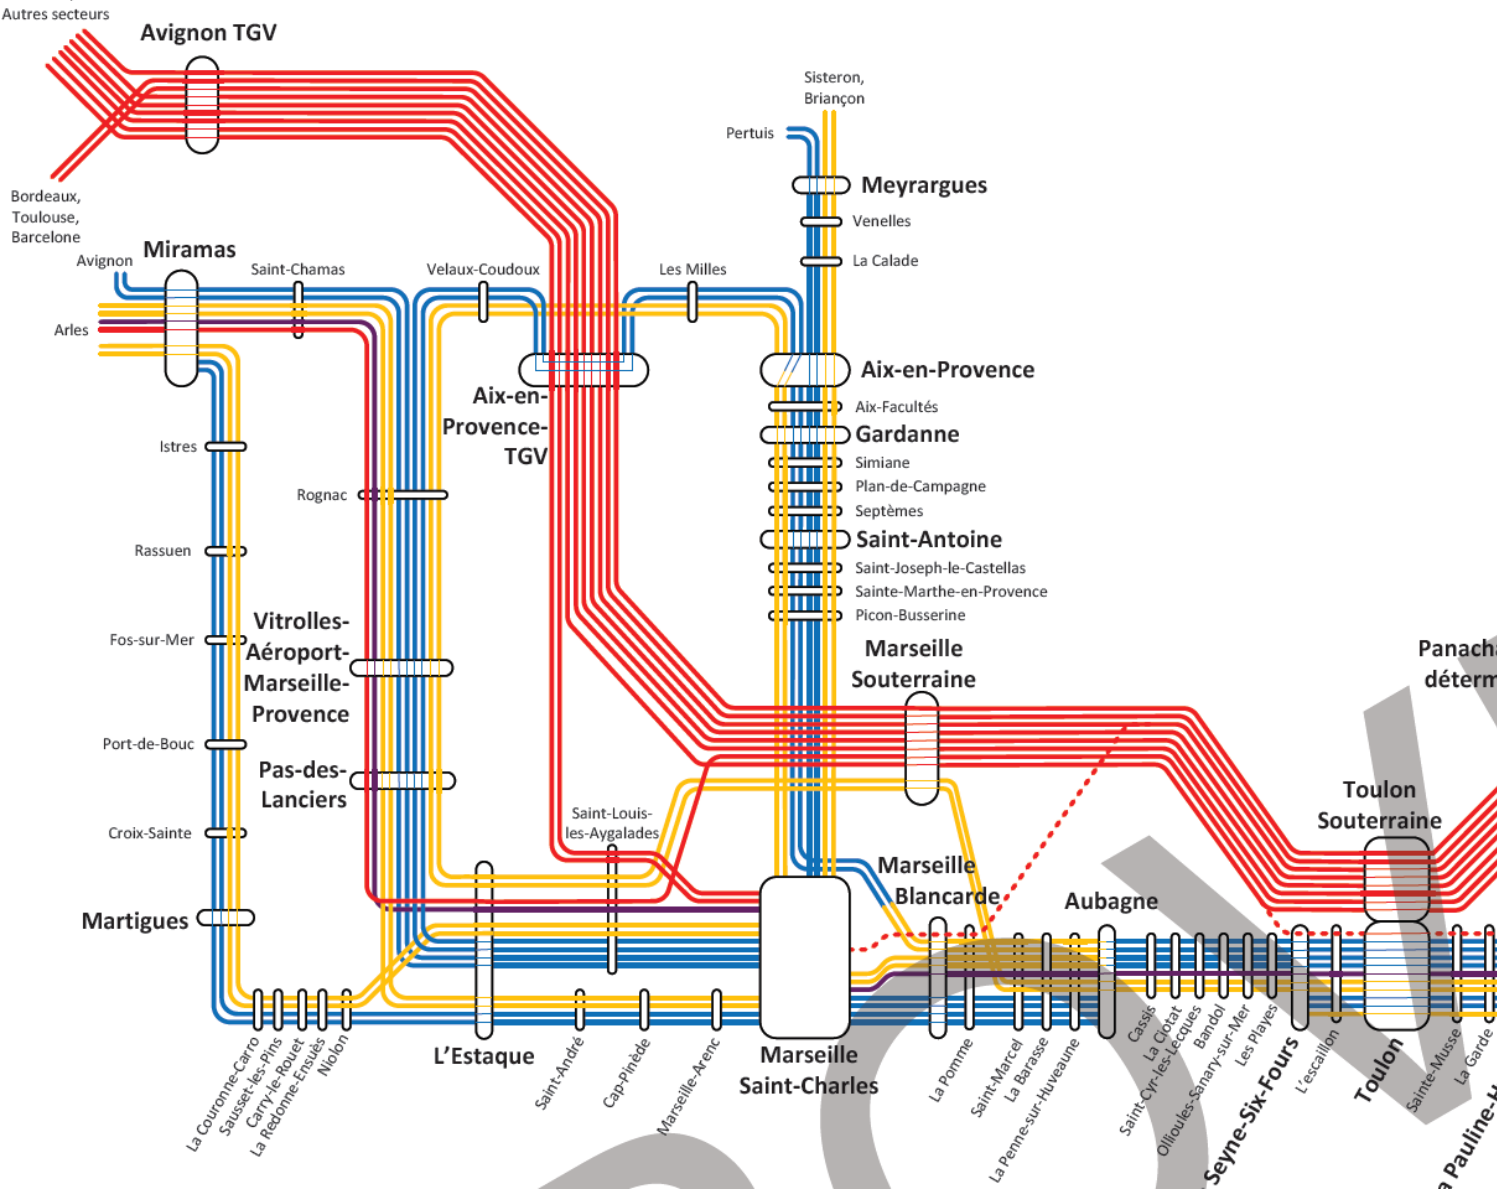 Autres secteurs
Avignon TGV
Sisteron,
Briançon
Pertuis
Bordeaux,
Toulouse,
Barcelone
Meyrargues
Venelles
La Calade
Miramas
Avignon
Saint-Chamas
Velaux-Coudoux
Les Milles
Arles
Aix-en-
Provence-
TGV
Aix-en-Provence
Aix-Facultés
Gardanne
Simiane
Plan-de-Campagne
Septèmes
Saint-Antoine
Saint-Joseph-le-Castellas
Sainte-Marthe-en-Provence
Picon-Busserine
Istres
Rognac
Rassuen
Fos-sur-Mer
Vitrolles-
Aéroport-
Marseille-
Provence
Marseille
Souterraine
Panach
déterm
Port-de-Bouc
Pas-des-
Lanciers
Saint-Louis-
les-Aygalades
Toulon
Souterraine
Croix-Sainte
Marseille
Blancarde
Aubagne
Martigues
L'Estaque
Marseille
Saint-Charles
La Couronne-Carro
Sausset-les-Pins
Carry-le-Rouet
La Redonne-Ensuès
Niolon
Saint-André
Cap-Pinède
Marseille-Arenc
La Pomme
Saint-Marcel
La Barasse
La Penne-sur-Huveaune
Cassis
La Ciotat
Saint-Cyr-les-Lecques
Bandol
Ollioules-Sanary-sur-Mer
Les Playes
Seyne-Six-Fours
L'escaillon
Toulon
Sainte-Musse
La Garde
a Pauline-H